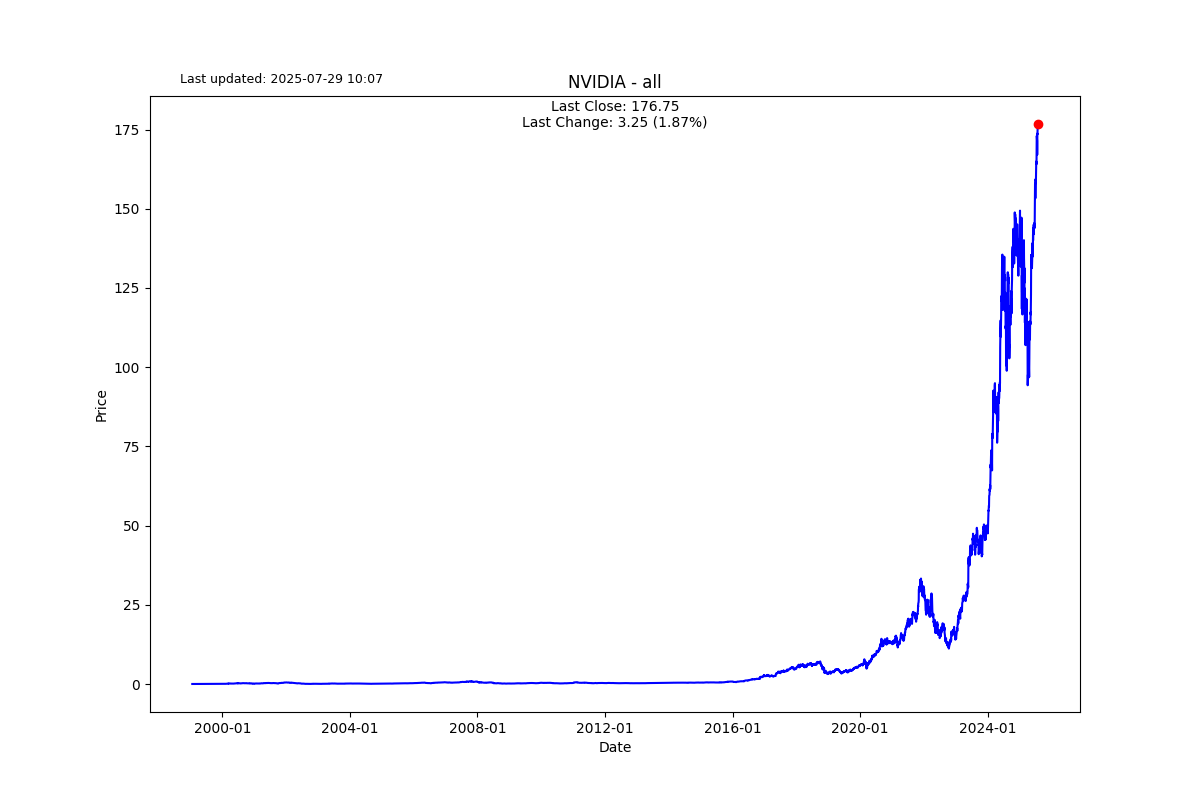 Last updated: 2025-07-29 10:07
NVIDIA - all
Last Close: 176.75
Last Change: 3.25 (1.87%)
175
150
125
100
75
50
25
0
Price
2000-01
2004-01
2008-01
2012-01
2016-01
2020-01
2024-01
Date